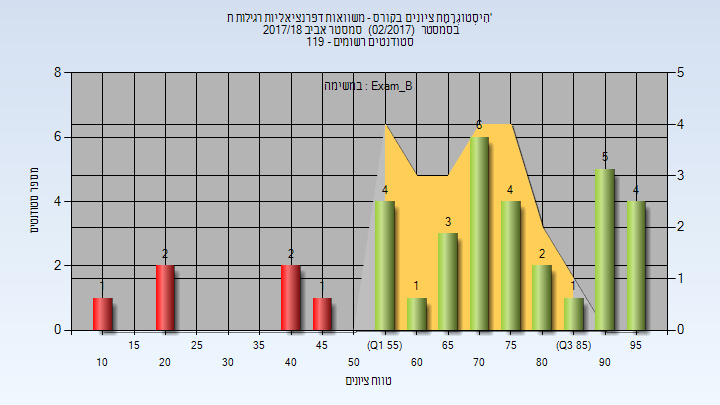 היסטוגרמת ציונים בקורס - משוואות דפרנציאליות רגילות ת'
בסמסטר (02/2017) סמסטר אביב 2017/18
סטודנטים רשומים - 119
במשימה : Exam_B
מספר סטודנטים
8 6 4 2 0
5 4 3 2 1 0
1 2 2 1 4 1 3 6 4 2 1 5 4
15 25 35 45 (Q1 55) 65 75 (Q3 85) 95
10 20 30 40 50 60 70 80 90
טווח ציונים